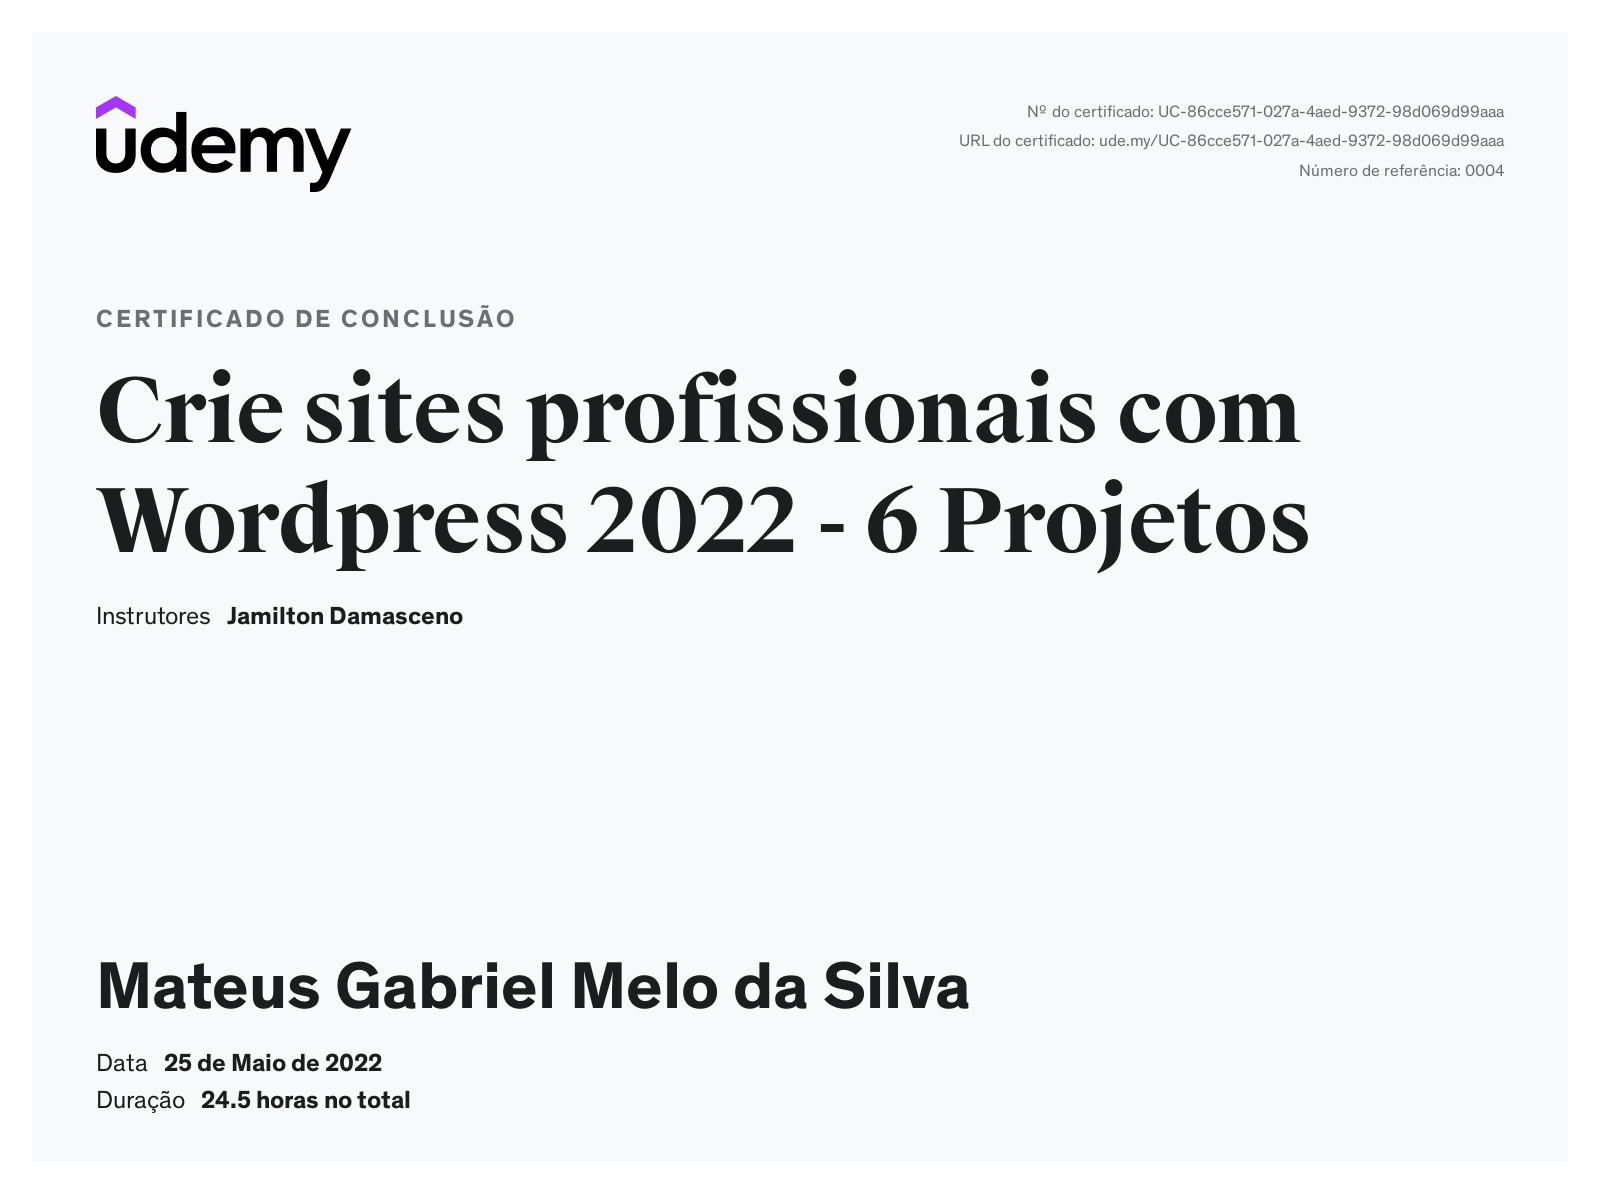 udemy
Nº do certificado: UC-86cce571-027a-4aed-9372-98d069d99aaa
URL do certificado: ude.my/UC-86cce571-027a-4aed-9372-98d069d99aaa
Número de referência: 0004
CERTIFICADO DE CONCLUSÃO
Crie sites profissionais com
Wordpress 2022 - 6 Projetos
Instrutores Jamilton Damasceno
Mateus Gabriel Melo da Silva
Data 25 de Maio de 2022
Duração 24.5 horas no total